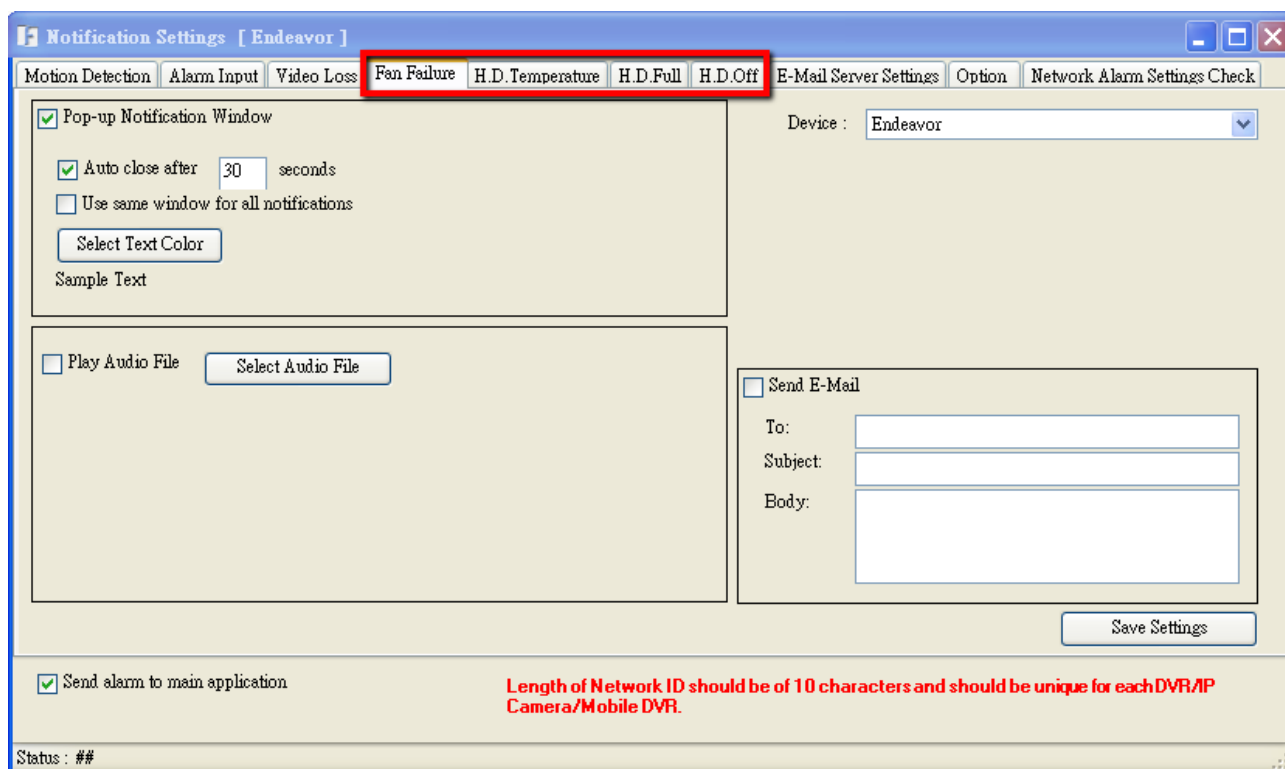 Notification Settings [ Endeavor ]
Motion Detection Alarm Input Video Loss Fan Failure H.D.Temperature H.D.Full H.D.Off E-Mail Server Settings Option Network Alarm Settings Check
Pop-up Notification Window
Auto close after 30 seconds
Use same window for all notifications
Select Text Color
Sample Text
Device : Endeavor
Play Audio File Select Audio File
Send E-Mail
To:
Subject:
Body:
Save Settings
Send alarm to main application
Length of Network ID should be of 10 characters and should be unique for each DVR/IP
Camera/Mobile DVR.
Status : ##